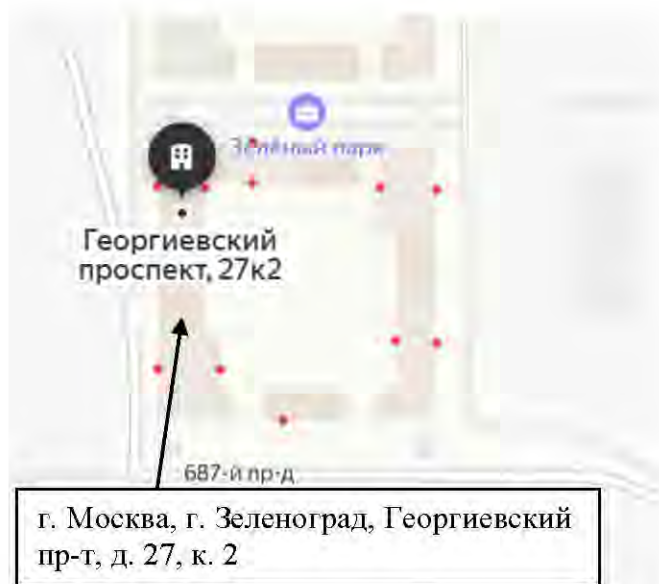 Зелёный парк
Георгиевский
проспект, 27к2
687-й пр-д
г. Москва, г. Зеленоград, Георгиевский
пр-т, д. 27, к. 2